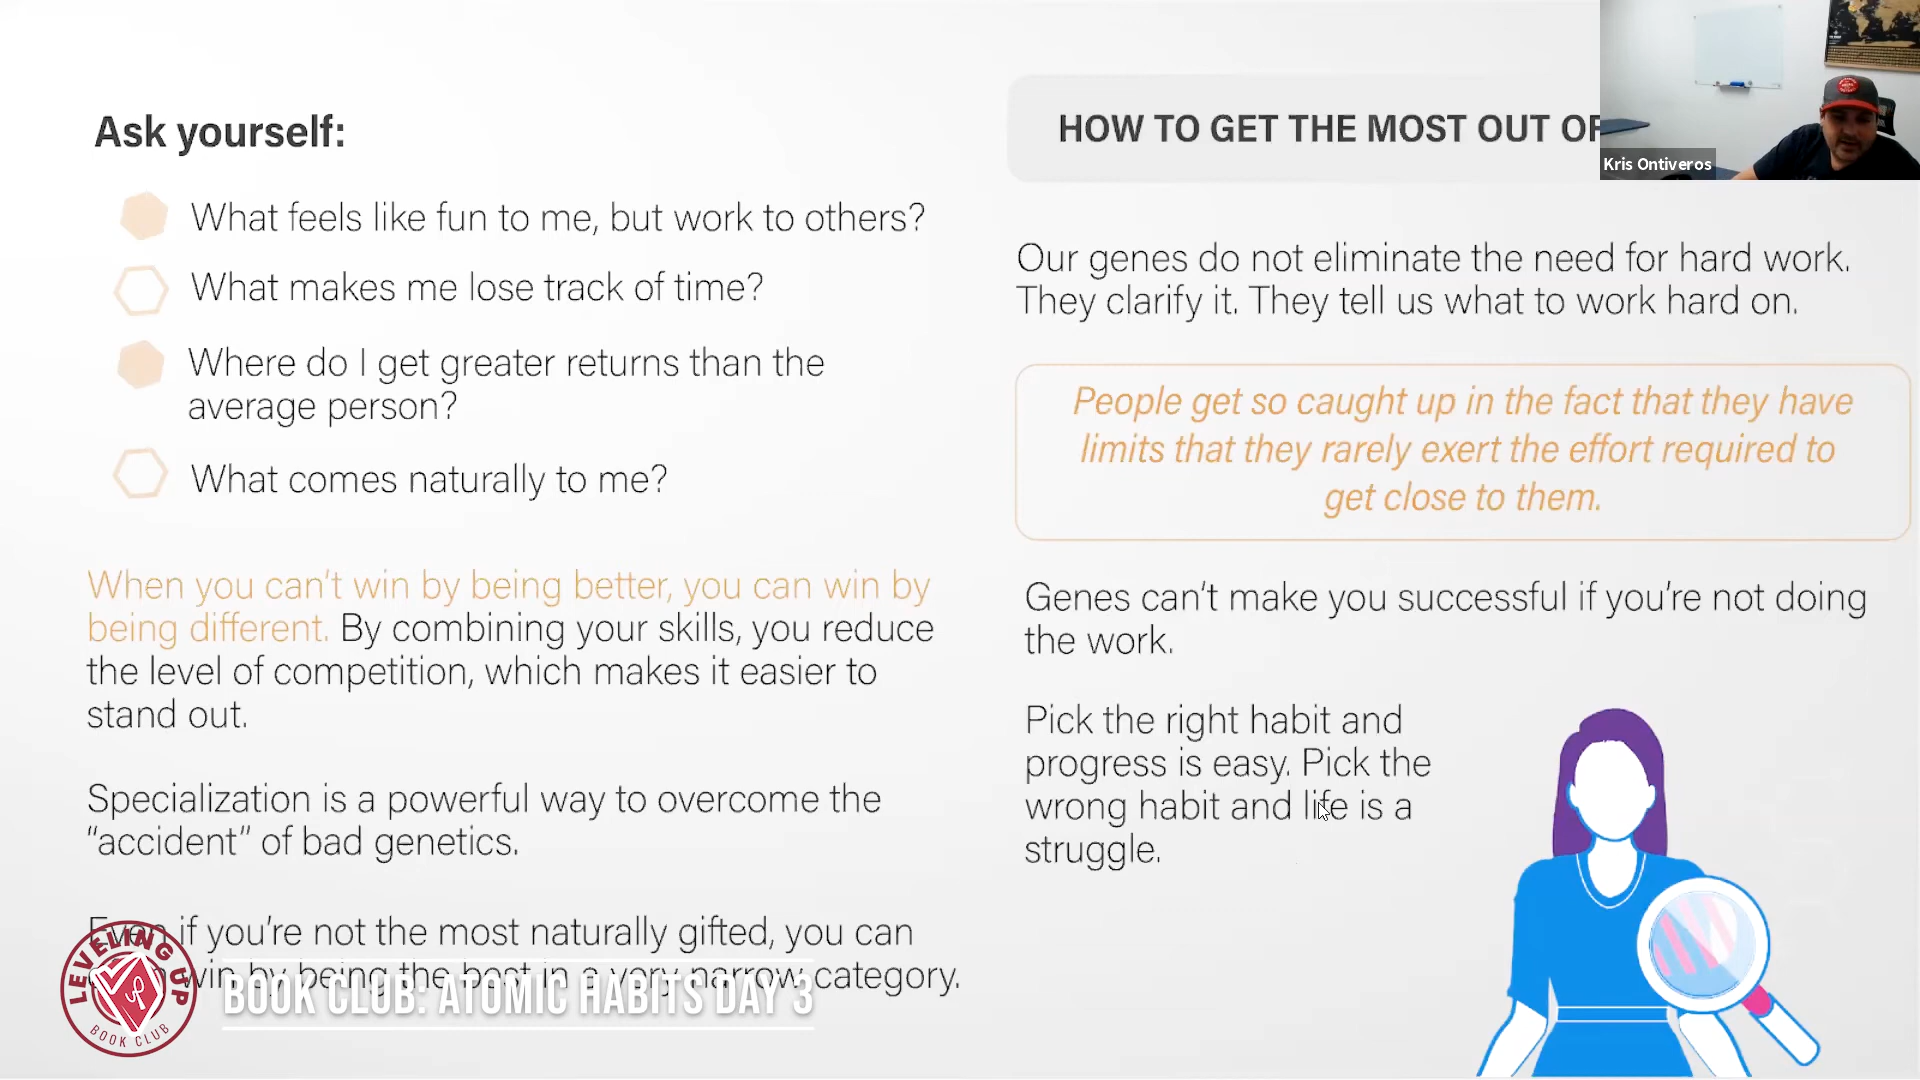 Ask yourself:
What feels like fun to me, but work to others?
What makes me lose track of time?
Where do I get greater returns than the
average person?
What comes naturally to me?
When you can't win by being better, you can win by
being different. By combining your skills, you reduce
the level of competition, which makes it easier to
stand out.
Specialization is a powerful way to overcome the
“accident” of bad genetics.
Even if you're not the most naturally gifted, you can
win by being the best in a very narrow category.
LEVELING UP
BOOK CLUB
BOOK CLUB: ATOMIC HABITS DAY 3
HOW TO GET THE MOST OUT OF
Kris Ontiveros
Our genes do not eliminate the need for hard work.
They clarify it. They tell us what to work hard on.
People get so caught up in the fact that they have
limits that they rarely exert the effort required to
get close to them.
Genes can't make you successful if you're not doing
the work.
Pick the right habit and
progress is easy. Pick the
wrong habit and life is a
struggle.